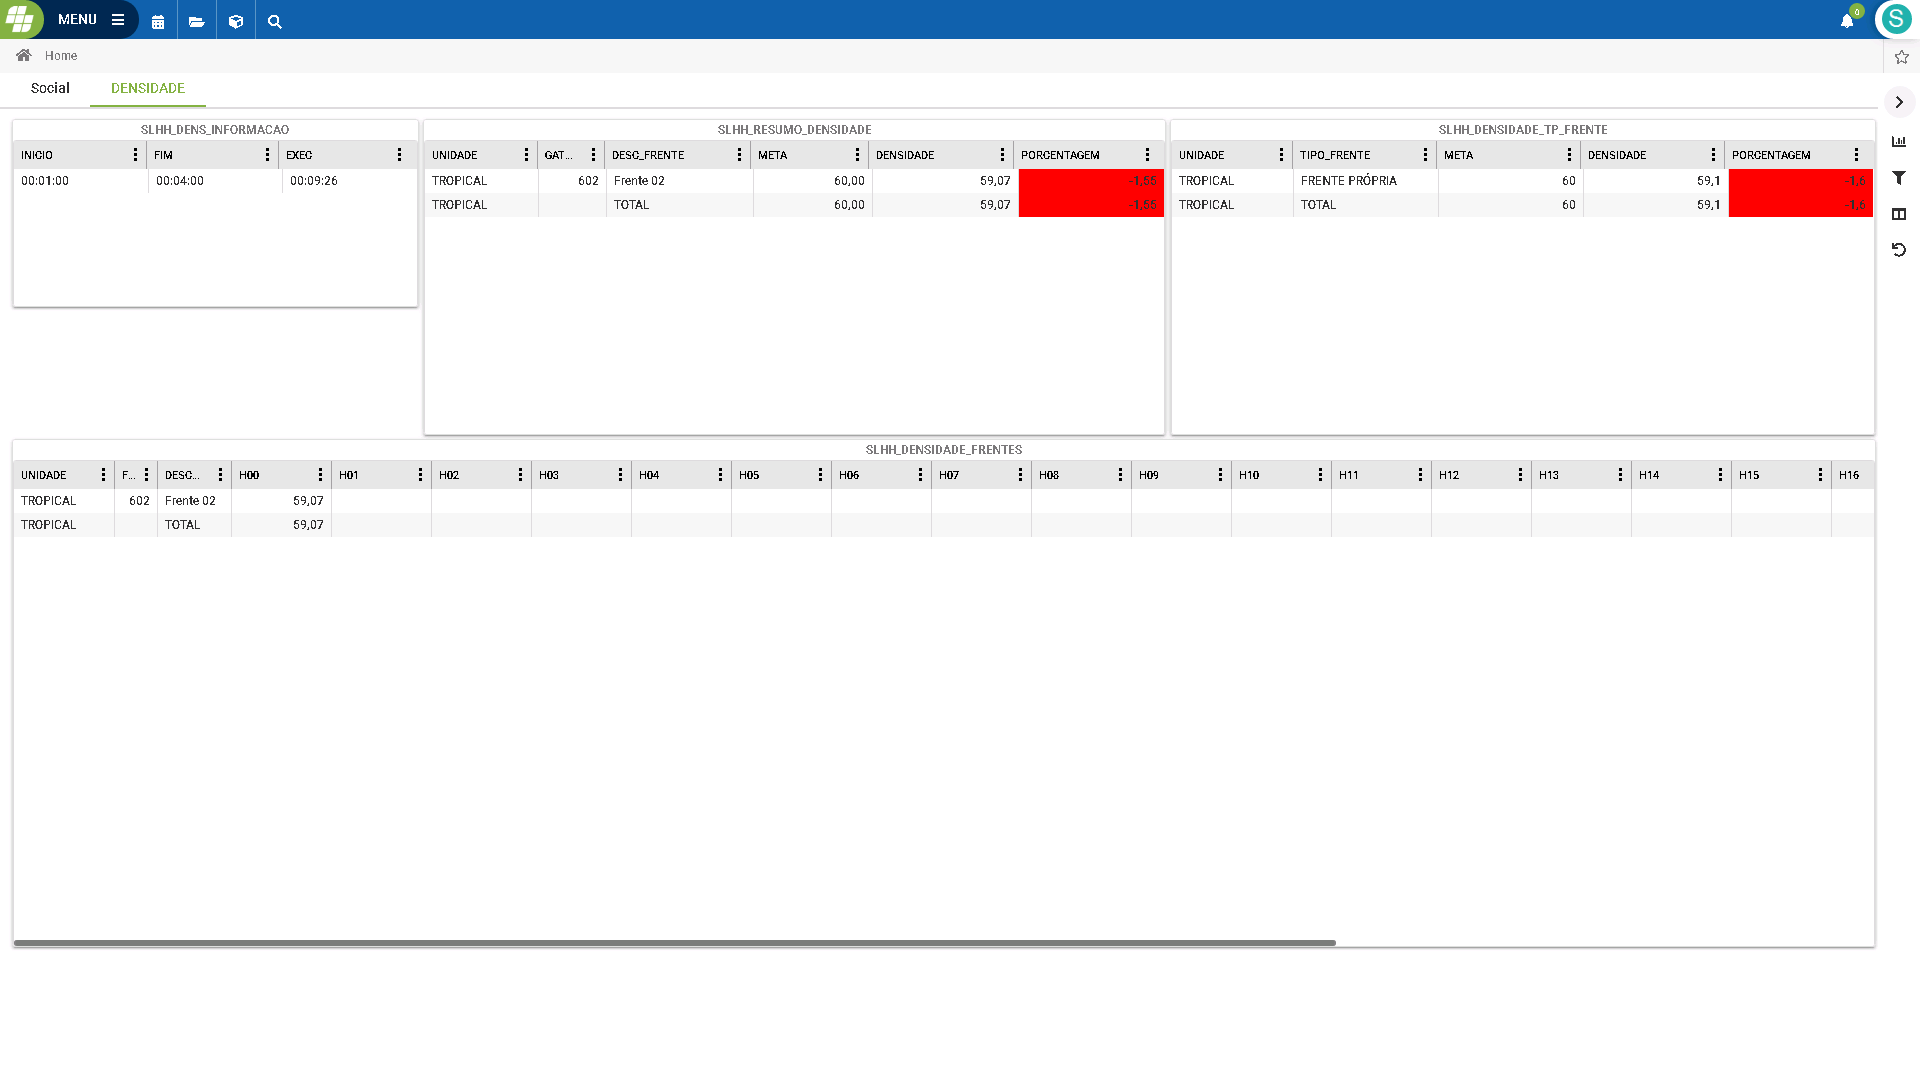 MENU
0
S
Home
Social DENSIDADE
SLHH_DENS_INFORMACAO
INICIO FIM EXEC
00:01:00 00:04:00 00:09:26
SLHH_RESUMO_DENSIDADE
UNIDADE GAT... DESC_FRENTE META DENSIDADE PORCENTAGEM
TROPICAL 602 Frente 02 60,00 59,07 -1,55
TROPICAL TOTAL 60,00 59,07 -1,55
SLHH_DENSIDADE_TP_FRENTE
UNIDADE TIPO_FRENTE META DENSIDADE PORCENTAGEM
TROPICAL FRENTE PRÓPRIA 60 59,1 -1,6
TROPICAL TOTAL 60 59,1 -1,6
SLHH_DENSIDADE_FRENTES
UNIDADE F... DESC... H00 H01 H02 H03 H04 H05 H06 H07 H08 H09 H10 H11 H12 H13 H14 H15 H16
TROPICAL 602 Frente 02 59,07
TROPICAL TOTAL 59,07